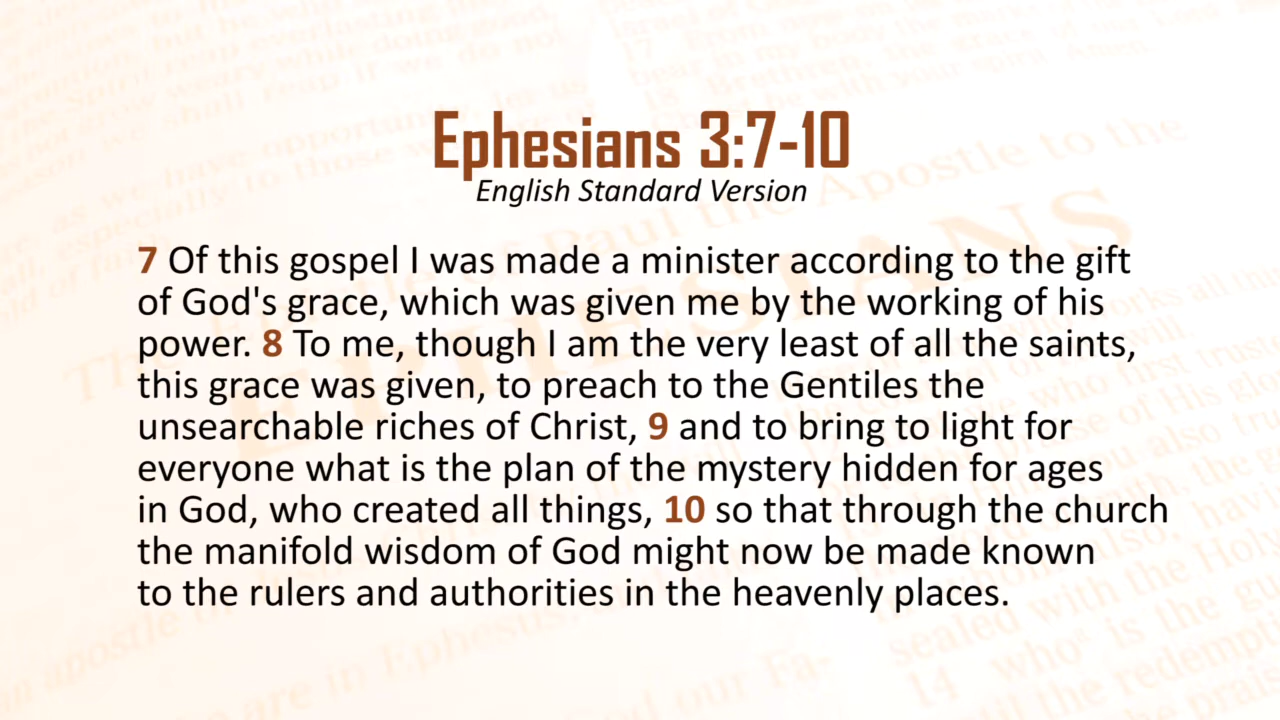 Ephesians 3:7-10
English Standard Version
7 Of this gospel I was made a minister according to the gift
of God's grace, which was given me by the working of his
power. 8 To me, though I am the very least of all the saints,
this grace was given, to preach to the Gentiles the
unsearchable riches of Christ, 9 and to bring to light for
everyone what is the plan of the mystery hidden for ages
in God, who created all things, 10 so that through the church
the manifold wisdom of God might now be made known
to the rulers and authorities in the heavenly places.